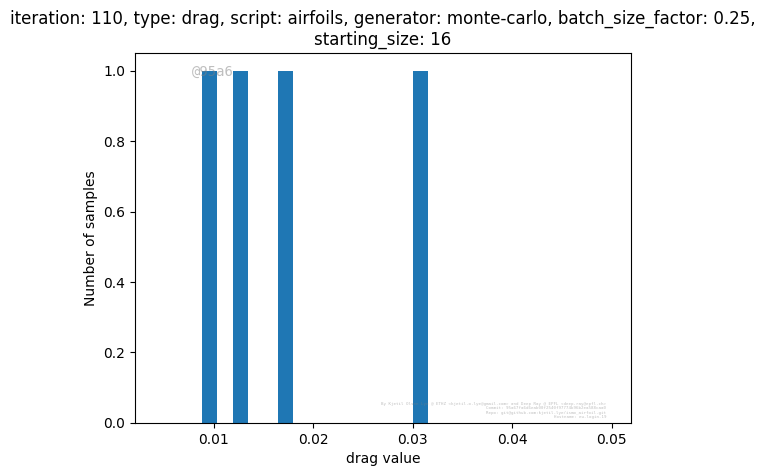 iteration: 110, type: drag, script: airfoils, generator: monte-carlo, batch_size_factor: 0.25,
starting_size: 16
@95a6
1.0
0.8
0.6
0.4
0.2
0.0
Number of samples
0.01
0.02
0.03
0.04
0.05
drag value